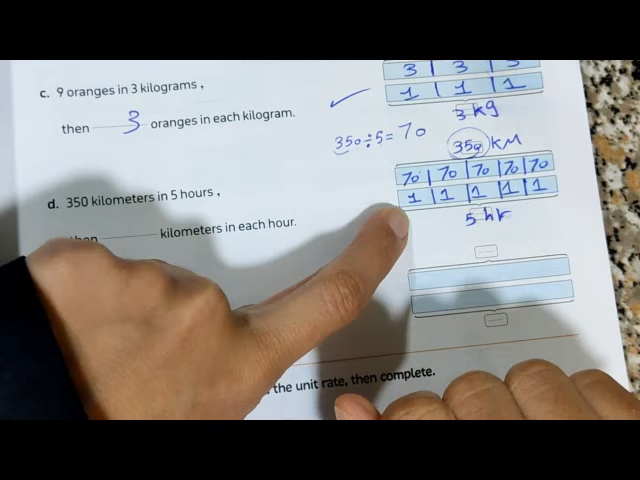 3 | 3 | 3
c. 9 oranges in 3 kilograms ,
1 | 1 | 1
3 kg
then 3 oranges in each kilogram.
350 ÷ 5 = 70
350 KM
70 | 70 | 70 | 70 | 70
d. 350 kilometers in 5 hours ,
1 | 1 | 1 | 1 | 1
5 hr
kilometers in each hour.
the unit rate, then complete.